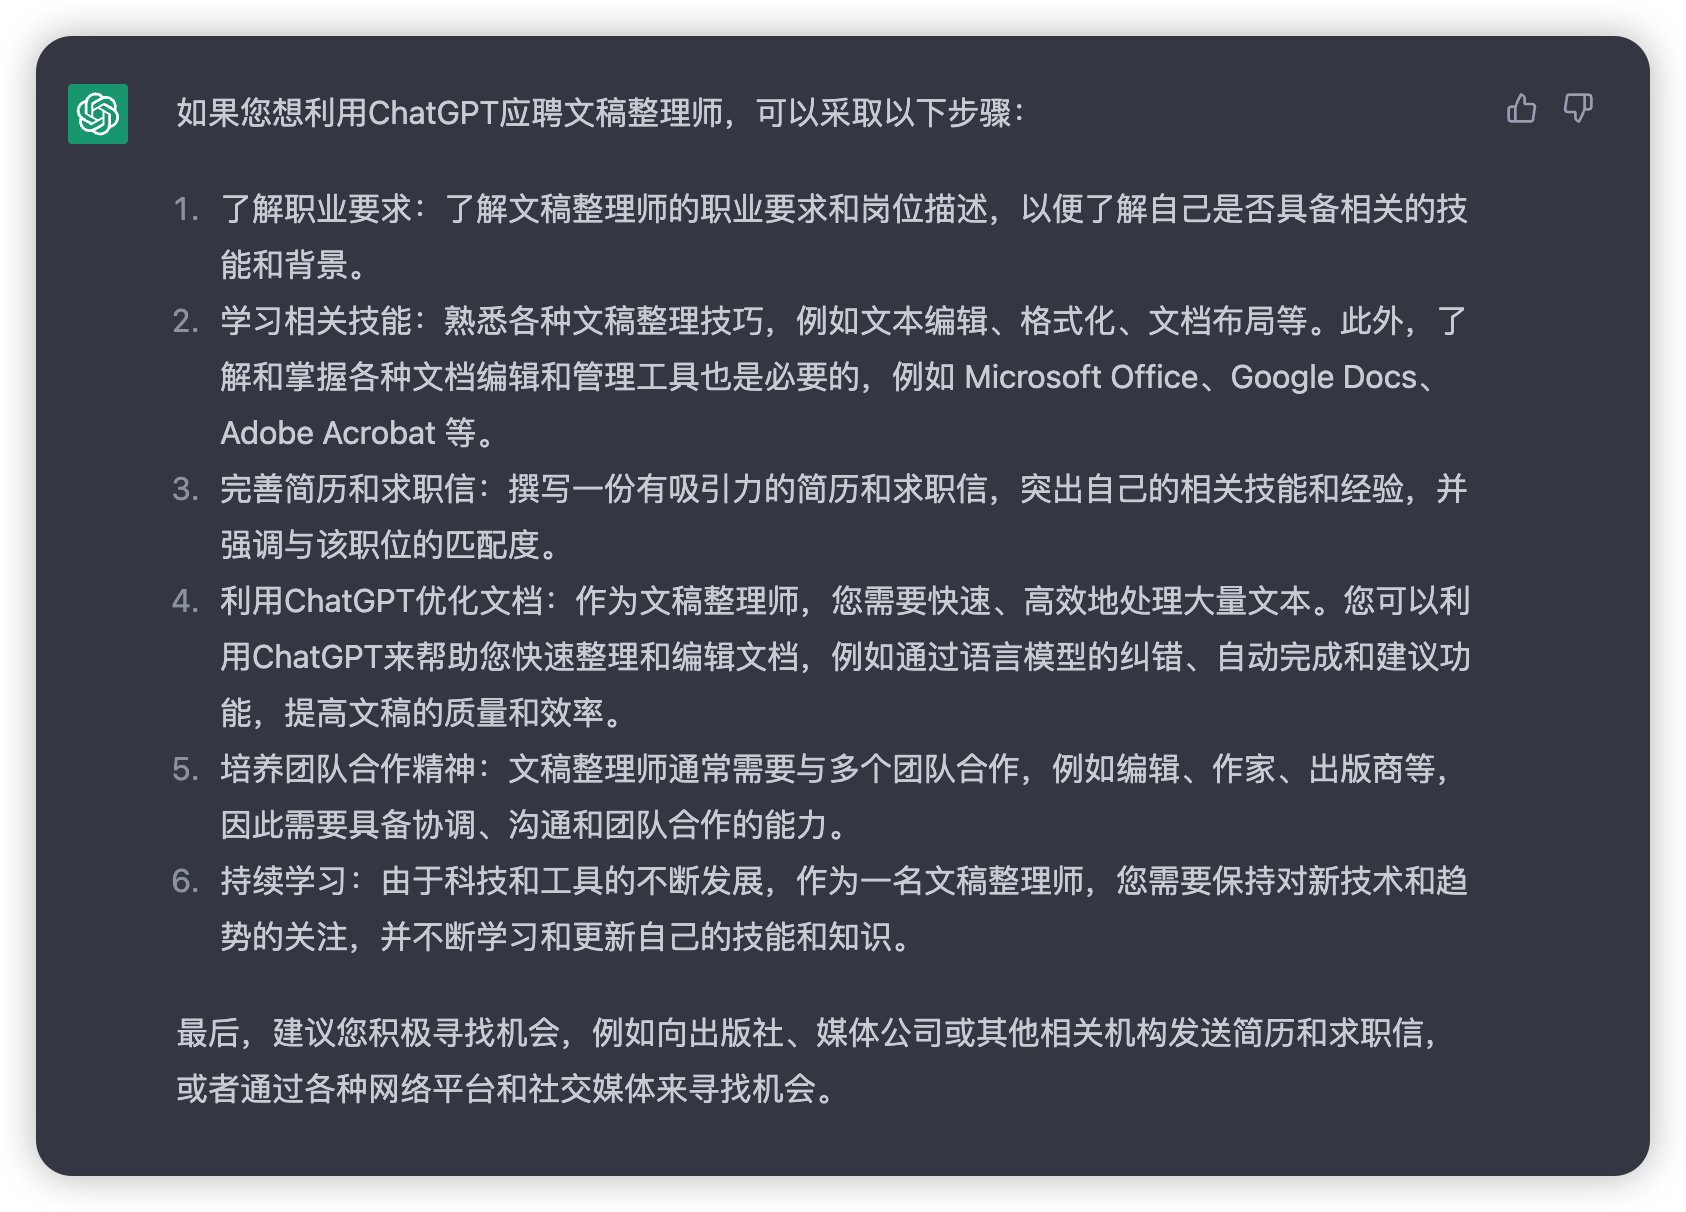 如果您想利用ChatGPT应聘文稿整理师，可以采取以下步骤：
1. 了解职业要求：了解文稿整理师的职业要求和岗位描述，以便了解自己是否具备相关的技
能和背景。
2. 学习相关技能：熟悉各种文稿整理技巧，例如文本编辑、格式化、文档布局等。此外，了
解和掌握各种文档编辑和管理工具也是必要的，例如 Microsoft Office、Google Docs、
Adobe Acrobat 等。
3. 完善简历和求职信：撰写一份有吸引力的简历和求职信，突出自己的相关技能和经验，并
强调与该职位的匹配度。
4. 利用ChatGPT优化文档：作为文稿整理师，您需要快速、高效地处理大量文本。您可以利
用ChatGPT来帮助您快速整理和编辑文档，例如通过语言模型的纠错、自动完成和建议功
能，提高文稿的质量和效率。
5. 培养团队合作精神：文稿整理师通常需要与多个团队合作，例如编辑、作家、出版商等，
因此需要具备协调、沟通和团队合作的能力。
6. 持续学习：由于科技和工具的不断发展，作为一名文稿整理师，您需要保持对新技术和趋
势的关注，并不断学习和更新自己的技能和知识。
最后，建议您积极寻找机会，例如向出版社、媒体公司或其他相关机构发送简历和求职信，
或者通过各种网络平台和社交媒体来寻找机会。